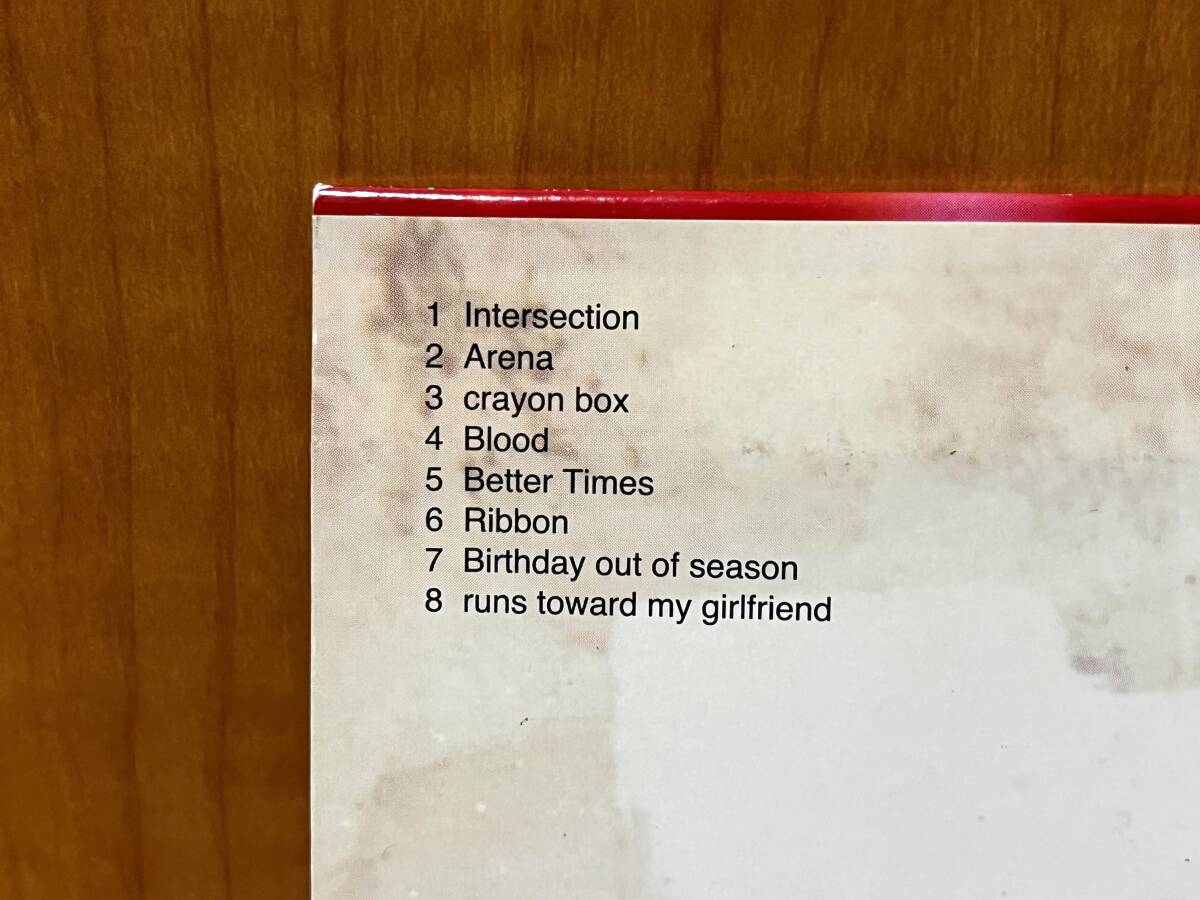 1 Intersection
2 Arena
3 crayon box
4 Blood
5 Better Times
6 Ribbon
7 Birthday out of season
8 runs toward my girlfriend